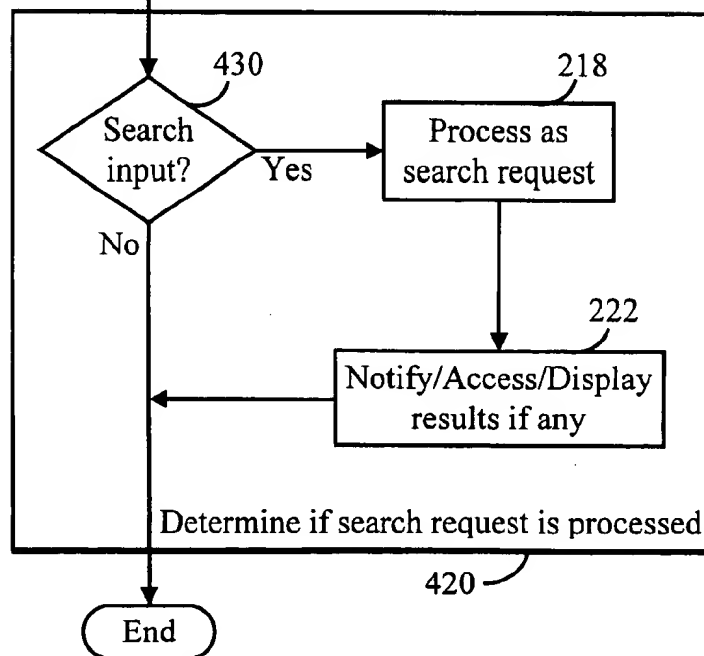 430
218
Search
input?
Yes
Process as
search request
No
222
Notify/Access/Display
results if any
Determine if search request is processed
420
End